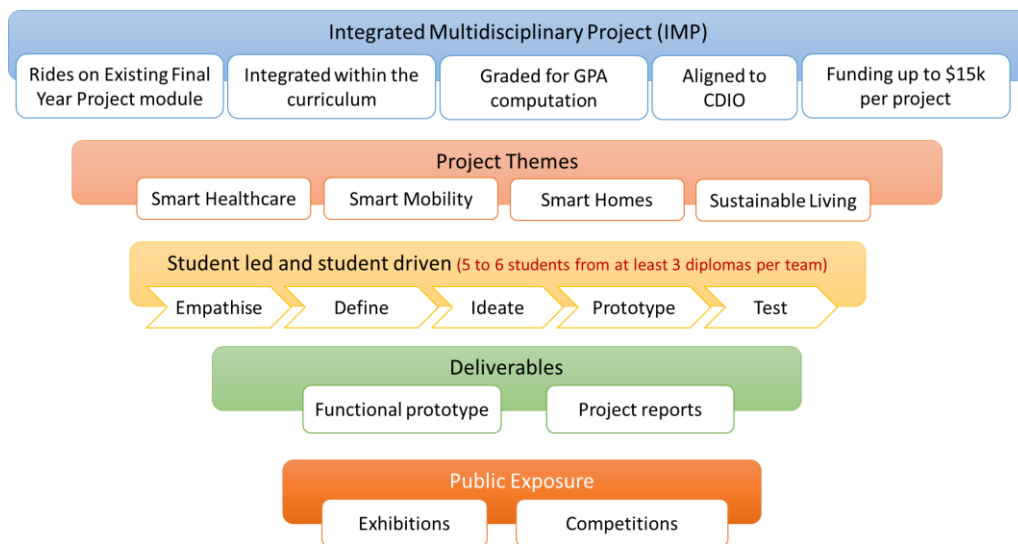 Integrated Multidisciplinary Project (IMP)
Rides on Existing Final
Year Project module
Integrated within the
curriculum
Graded for GPA
computation
Aligned to
CDIO
Funding up to $15k
per project
Project Themes
Smart Healthcare
Smart Mobility
Smart Homes
Sustainable Living
Student led and student driven (5 to 6 students from at least 3 diplomas per team)
Empathise
Define
Ideate
Prototype
Test
Deliverables
Functional prototype
Project reports
Public Exposure
Exhibitions
Competitions